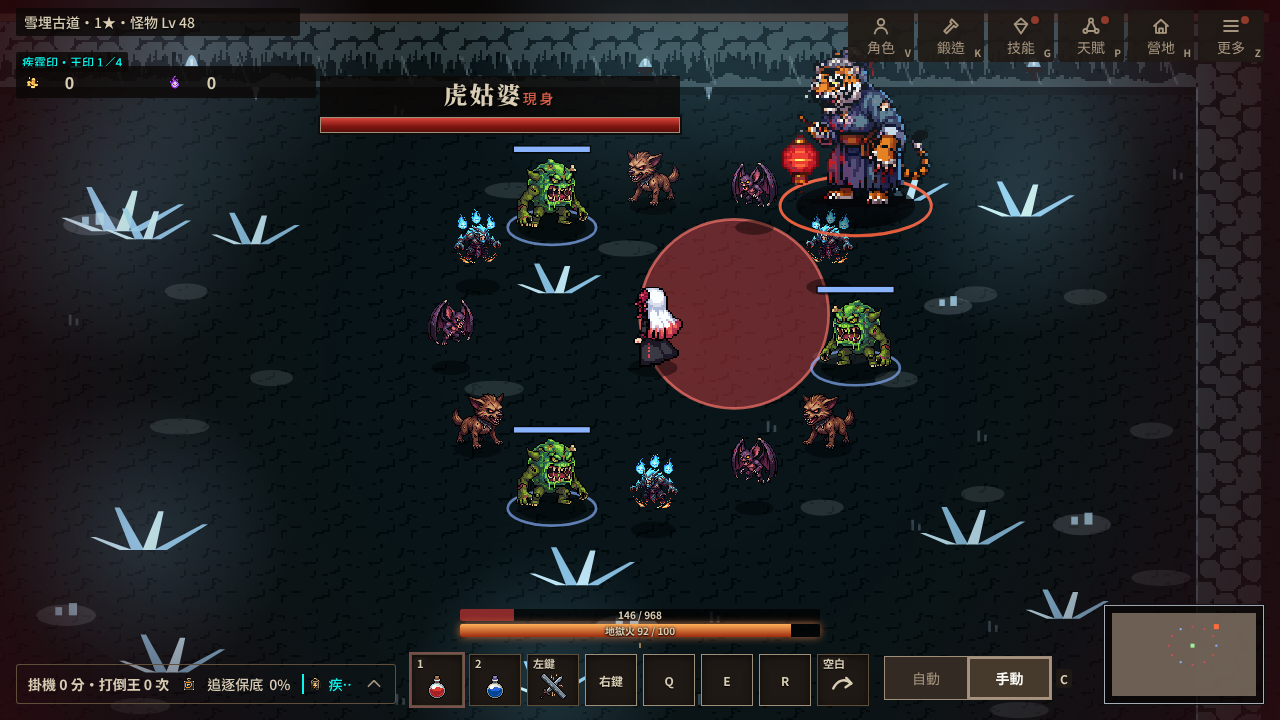 雪埋古道・1★・怪物 Lv 48
疾霆印・王印 1／4
0
0
虎姑婆現身
角色 V
鍛造 K
技能 G
天賦 P
營地 H
更多 Z
146 / 968
地獄火 92 / 100
掛機 0 分・打倒王 0 次
追逐保底 0%
疾‥
1
2
左鍵
右鍵
Q
E
R
空白
自動
手動
C